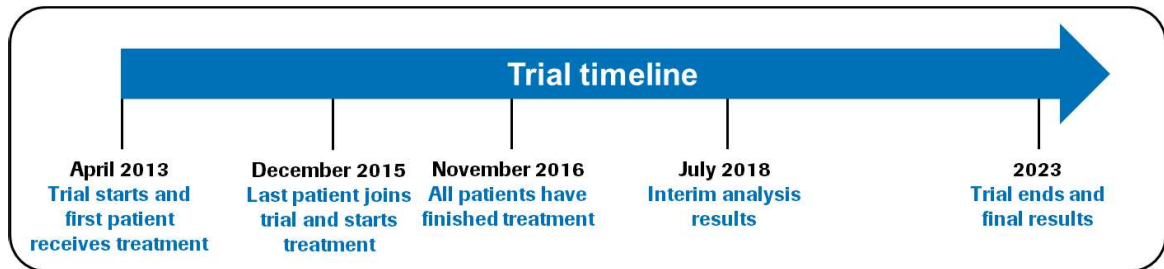 Trial timeline
April 2013
Trial starts and
first patient
receives treatment
December 2015
Last patient joins
trial and starts
treatment
November 2016
All patients have
finished treatment
July 2018
Interim analysis
results
2023
Trial ends and
final results